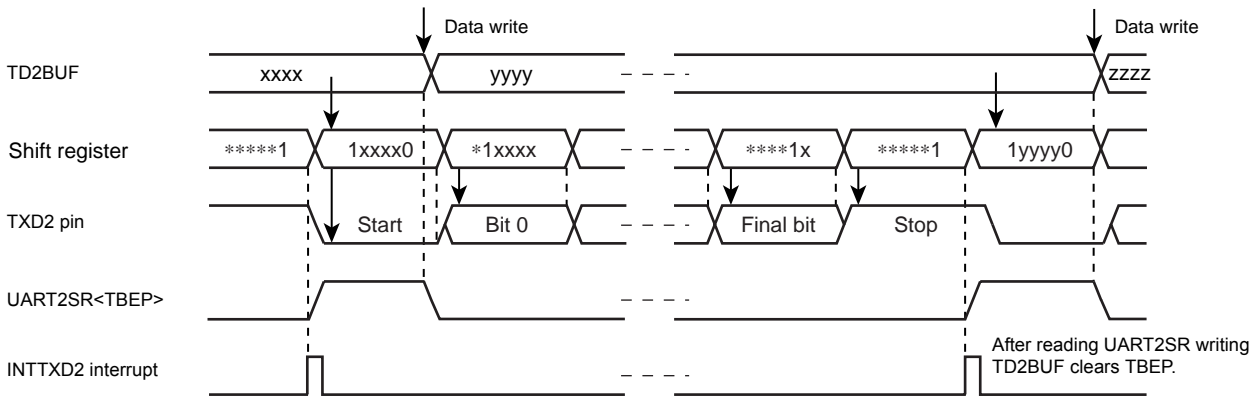 Data write
Data write
TD2BUF
xxxx
yyyy
zzzz
Shift register
*****1
1xxxx0
*1xxxx
****1x
*****1
1yyyy0
TXD2 pin
Start
Bit 0
Final bit
Stop
UART2SR<TBEP>
INTTXD2 interrupt
After reading UART2SR writing
TD2BUF clears TBEP.